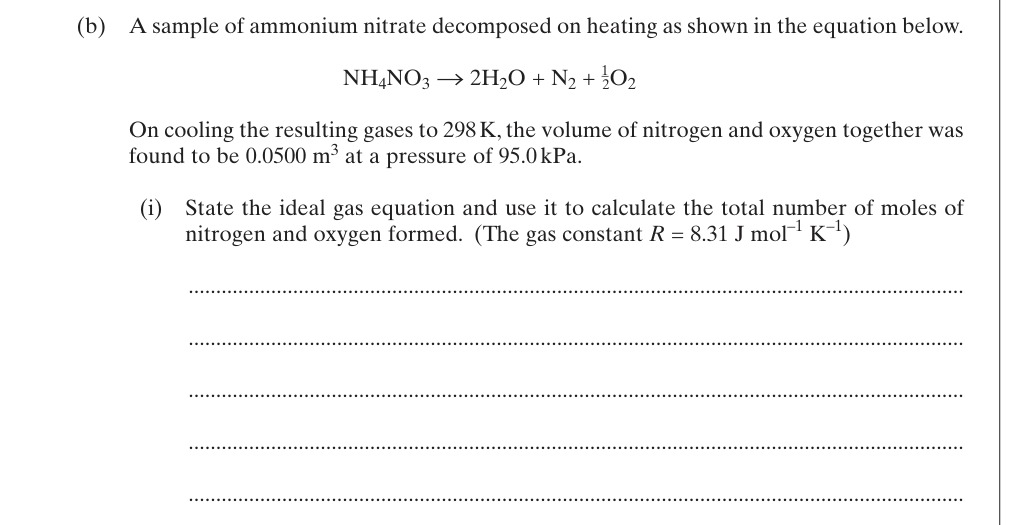 (b) A sample of ammonium nitrate decomposed on heating as shown in the equation below.
NH₄NO₃ ⟶ 2H₂O + N₂ + ½O₂
On cooling the resulting gases to 298 K, the volume of nitrogen and oxygen together was
found to be 0.0500 m³ at a pressure of 95.0 kPa.
(i) State the ideal gas equation and use it to calculate the total number of moles of
nitrogen and oxygen formed. (The gas constant R = 8.31 J mol⁻¹ K⁻¹)